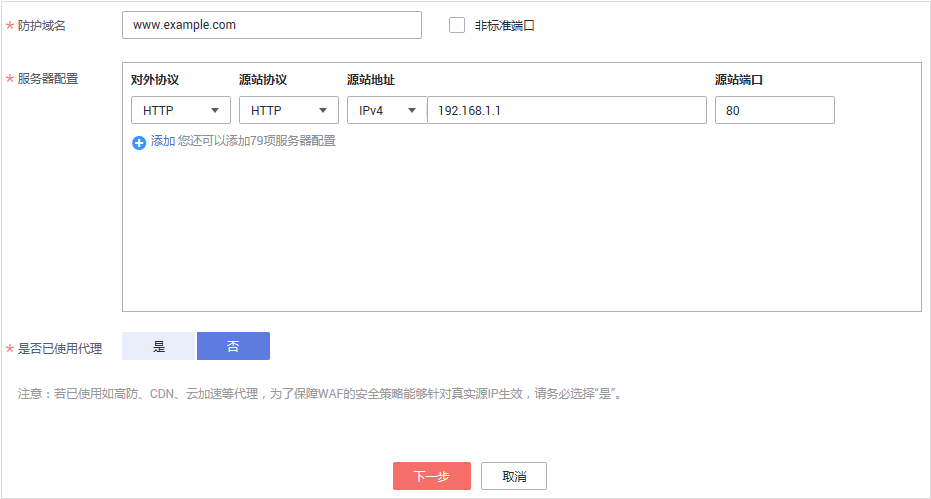 * 防护域名 www.example.com 非标准端口
* 服务器配置 对外协议 源站协议 源站地址 源站端口
HTTP HTTP IPv4 192.168.1.1 80
添加 您还可以添加79项服务器配置
* 是否已使用代理 是 否
注意：若已使用如高防、CDN、云加速等代理，为了保障WAF的安全策略能够针对真实源IP生效，请务必选择“是”。
下一步 取消